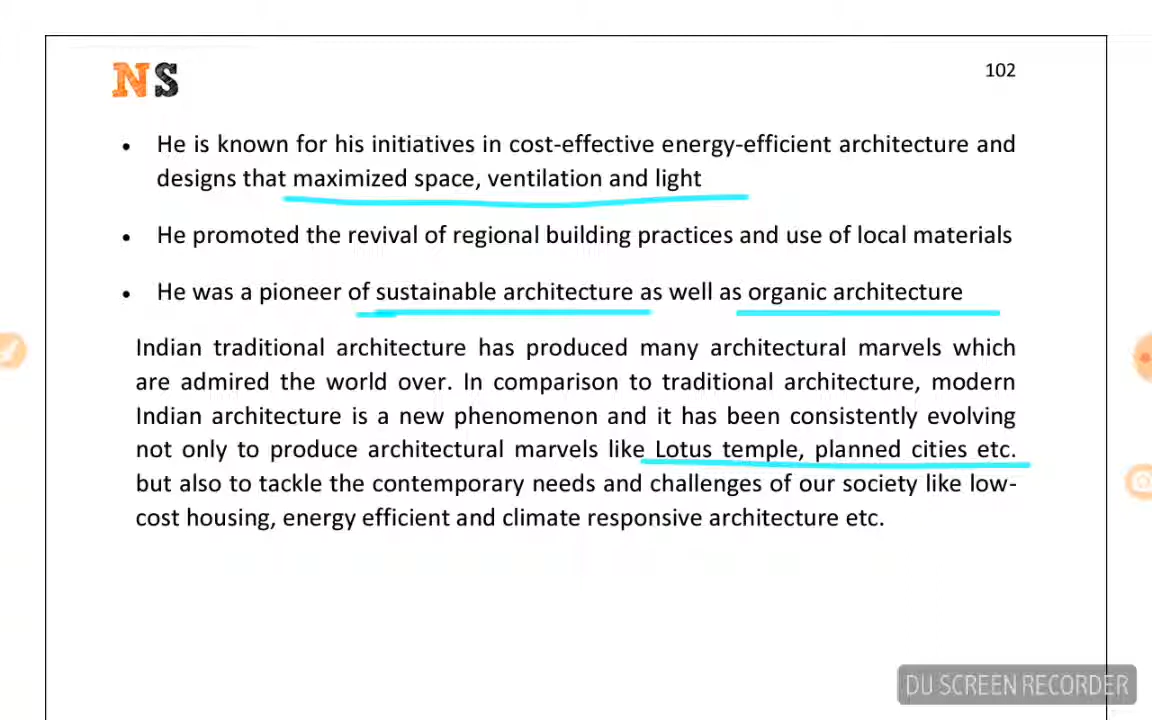 NS
102
• He is known for his initiatives in cost-effective energy-efficient architecture and
designs that maximized space, ventilation and light
• He promoted the revival of regional building practices and use of local materials
• He was a pioneer of sustainable architecture as well as organic architecture
Indian traditional architecture has produced many architectural marvels which
are admired the world over. In comparison to traditional architecture, modern
Indian architecture is a new phenomenon and it has been consistently evolving
not only to produce architectural marvels like Lotus temple, planned cities etc.
but also to tackle the contemporary needs and challenges of our society like low-
cost housing, energy efficient and climate responsive architecture etc.
DU SCREEN RECORDER